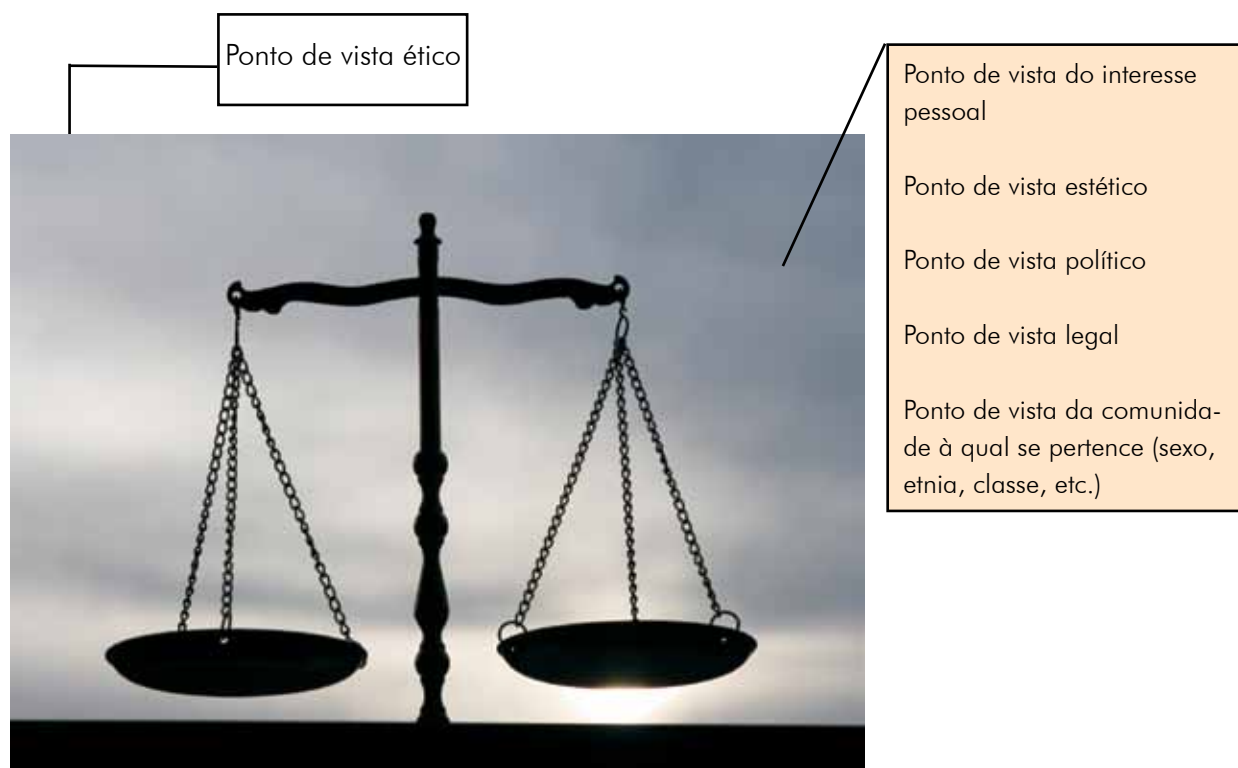 Ponto de vista ético
Ponto de vista do interesse
pessoal
Ponto de vista estético
Ponto de vista político
Ponto de vista legal
Ponto de vista da comunida-
de à qual se pertence (sexo,
etnia, classe, etc.)